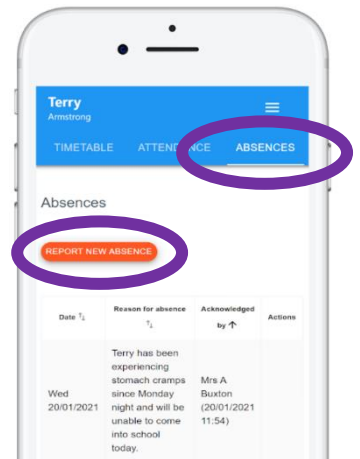 Terry
Armstrong
TIMETABLE ATTENDANCE ABSENCES
Absences
REPORT NEW ABSENCE
Date Reason for absence Acknowledged by Actions
Wed 20/01/2021
Terry has been
experiencing
stomach cramps
since Monday
night and will be
unable to come
into school
today.
Mrs A
Buxton
(20/01/2021
11:54)